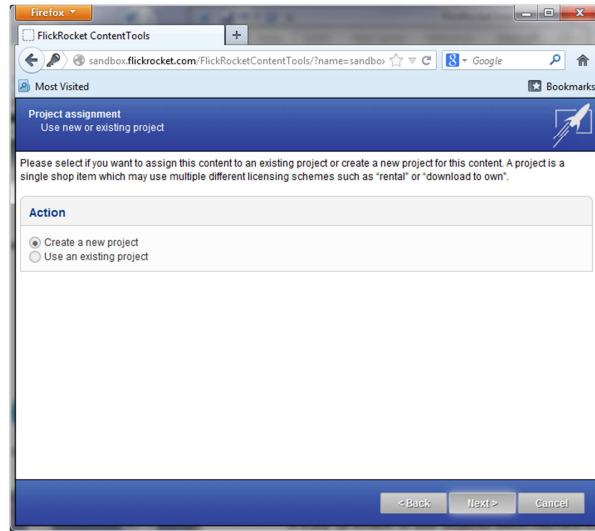 Firefox
FlickRocket ContentTools
+
sandbox.flickrocket.com/FlickRocketContentTools/?name=sandbo
8
Google
Most Visited
Bookmarks
Project assignment
Use new or existing project
Please select if you want to assign this content to an existing project or create a new project for this content. A project is a
single shop item which may use multiple different licensing schemes such as “rental” or “download to own”.
Action
Create a new project
Use an existing project
< Back
Next >
Cancel